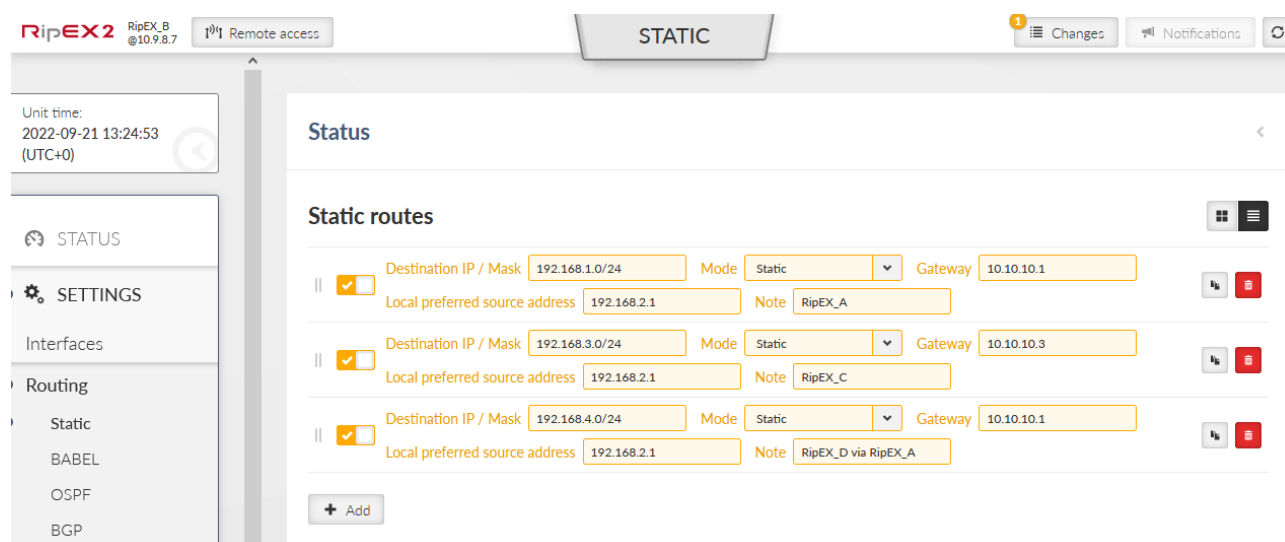 RipEX2 RipEX_B @10.9.8.7 Remote access STATIC 1 Changes Notifications
Unit time:
2022-09-21 13:24:53
(UTC+0)
STATUS
SETTINGS
Interfaces
Routing
Static
BABEL
OSPF
BGP
Status
Static routes
Destination IP / Mask 192.168.1.0/24 Mode Static Gateway 10.10.10.1
Local preferred source address 192.168.2.1 Note RipEX_A
Destination IP / Mask 192.168.3.0/24 Mode Static Gateway 10.10.10.3
Local preferred source address 192.168.2.1 Note RipEX_C
Destination IP / Mask 192.168.4.0/24 Mode Static Gateway 10.10.10.1
Local preferred source address 192.168.2.1 Note RipEX_D via RipEX_A
+ Add